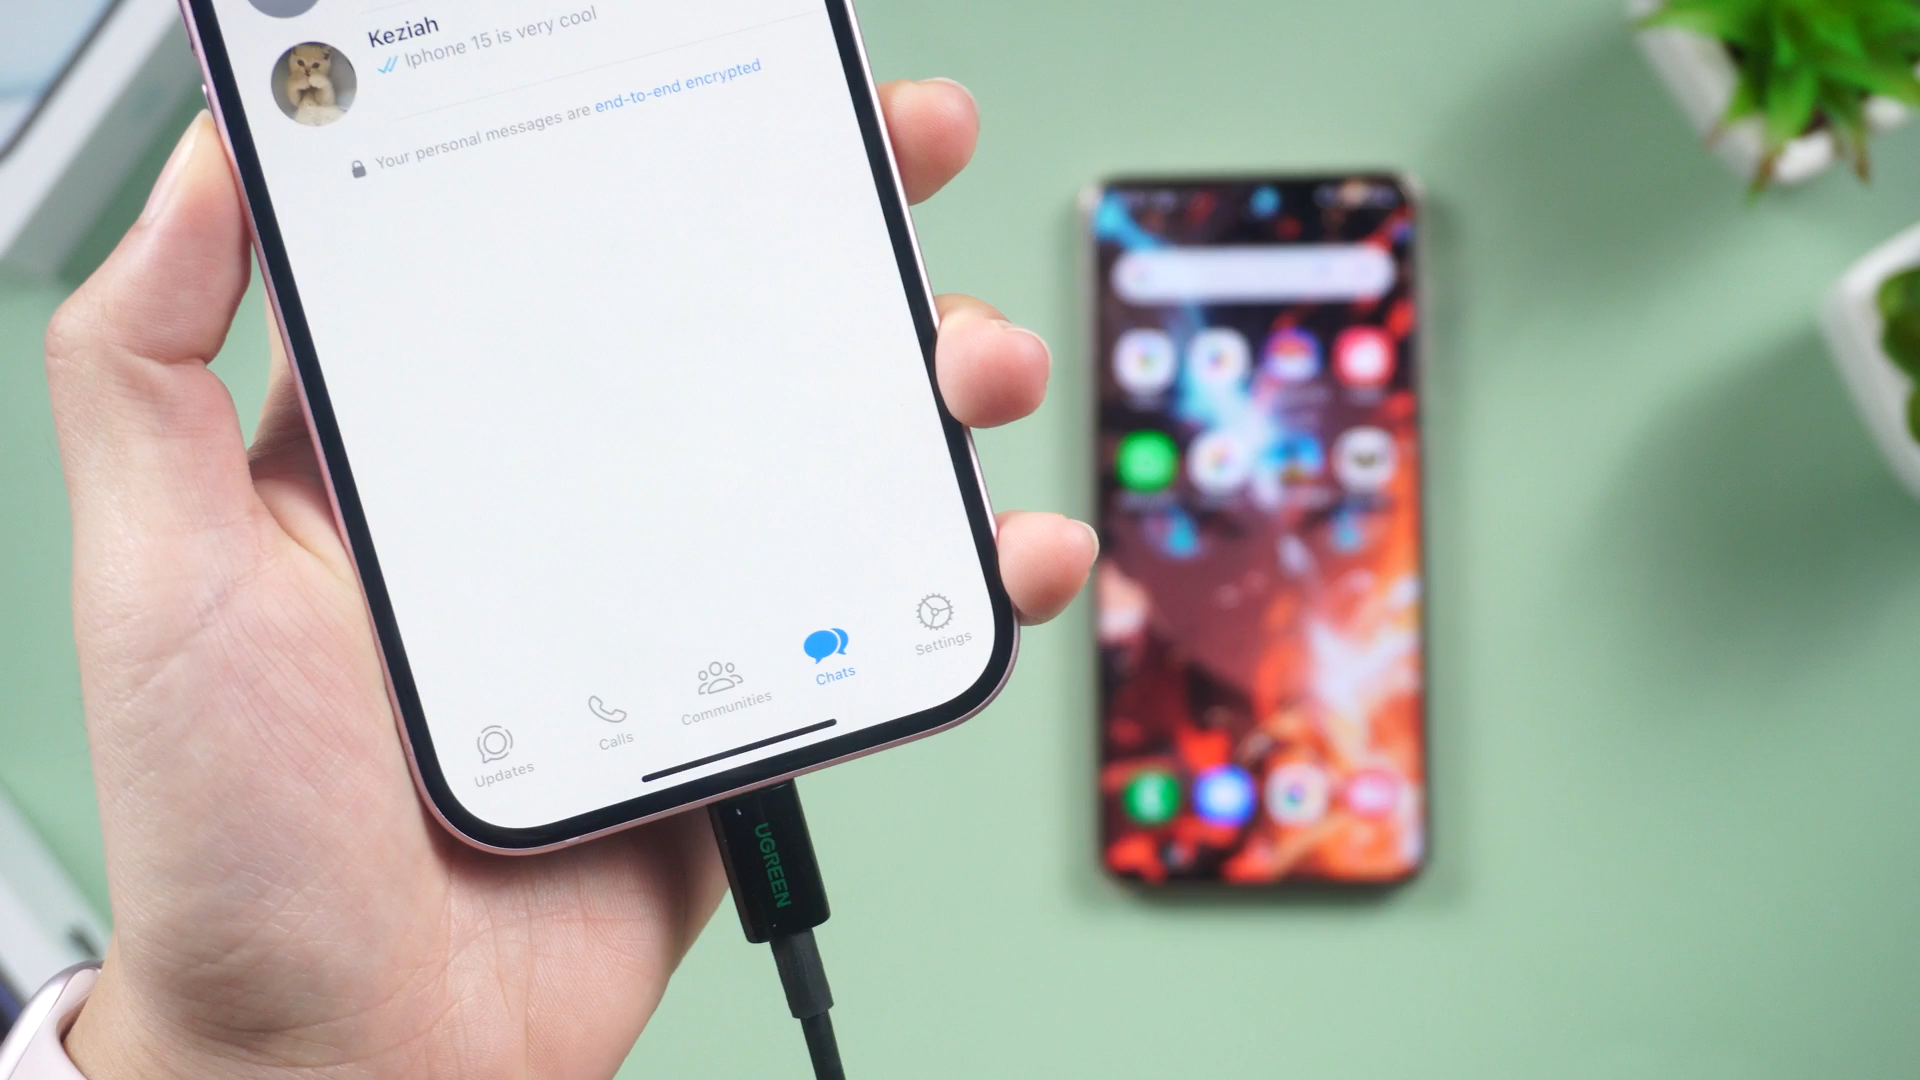 Keziah
Iphone 15 is very cool
Your personal messages are end-to-end encrypted
Updates
Calls
Communities
Chats
Settings
UGREEN